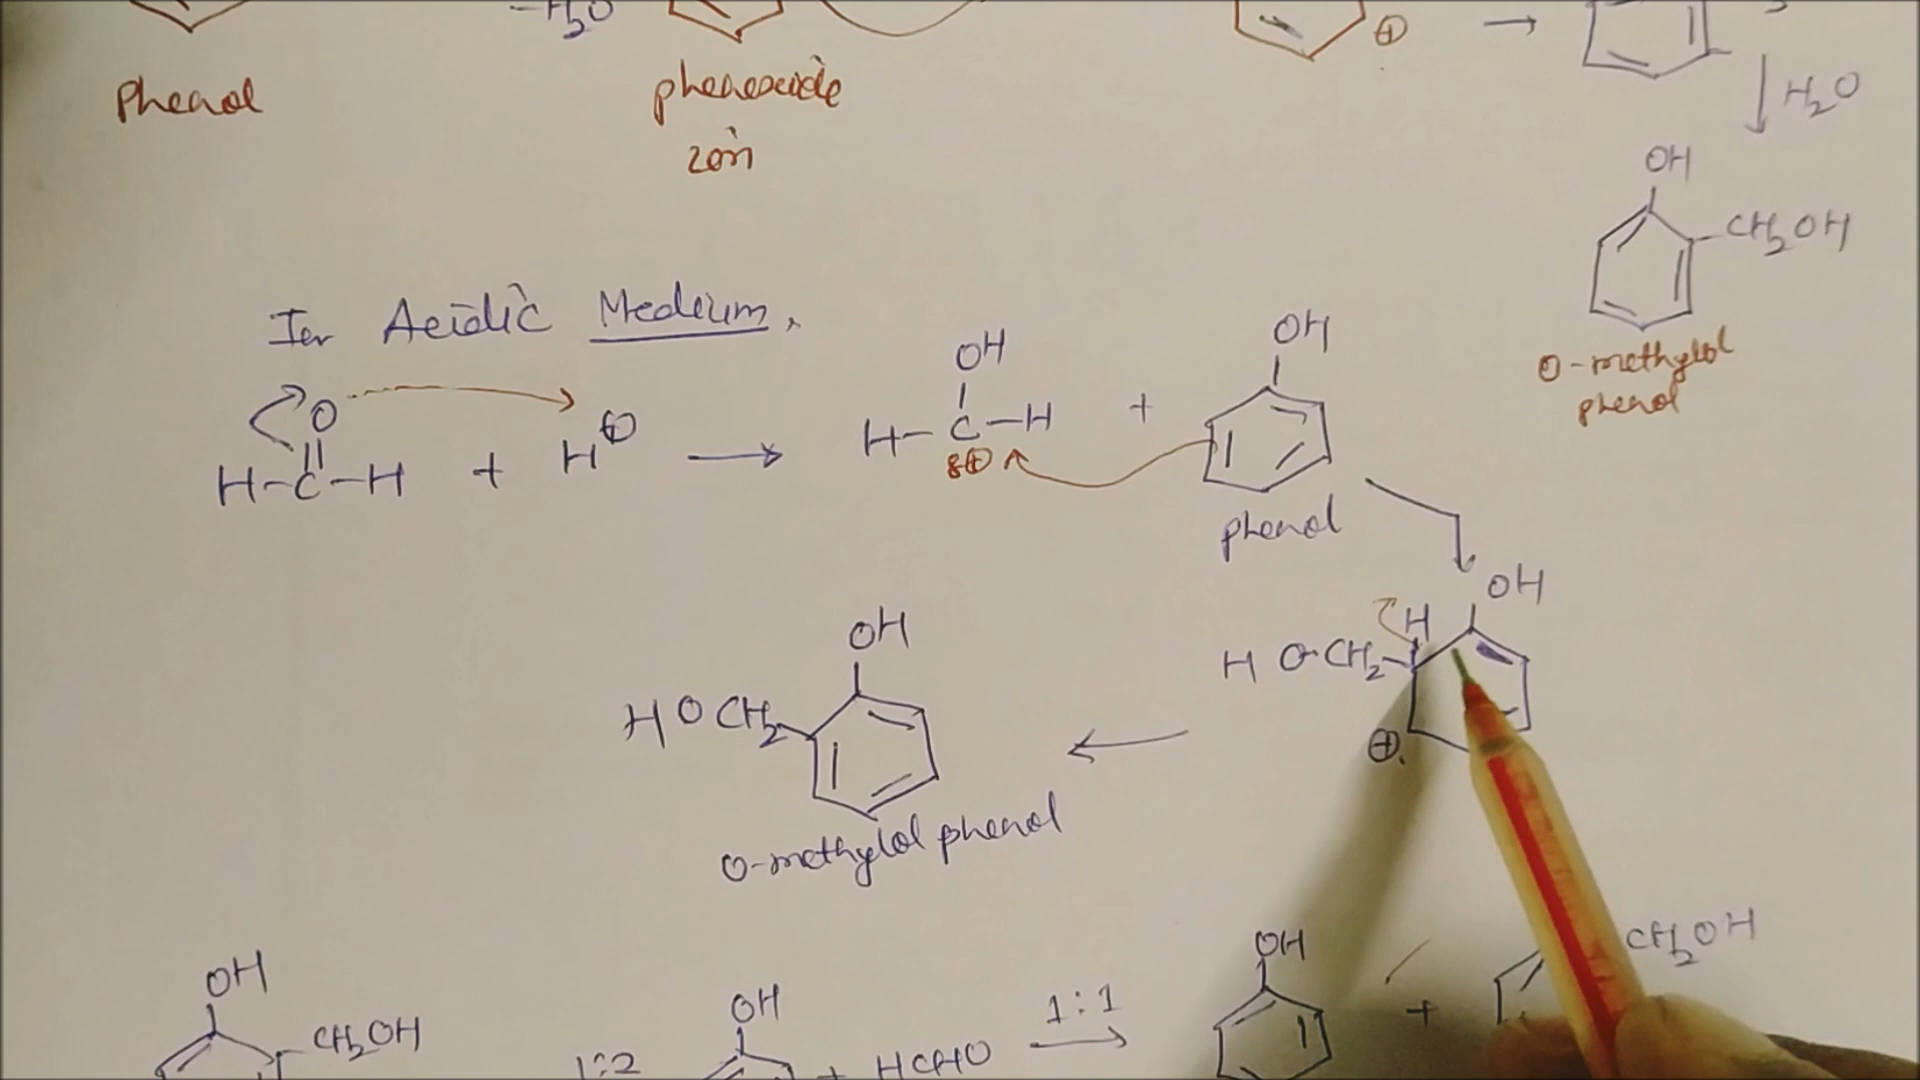 -H2O
Phenol
phenoxide
ion
⊕
→
↓ H2O
OH
CH2OH
O-methylol
phenol
In Acidic Medium,
O
H-C-H + H⊕ →
OH
H-C-H
δ⊕
+
OH
phenol
OH
H
HO-CH2
⊕
←
OH
HOCH2
O-methylol phenol
OH
CH2OH
1:2
OH
+ HCHO
1:1
→
OH
+
CH2OH